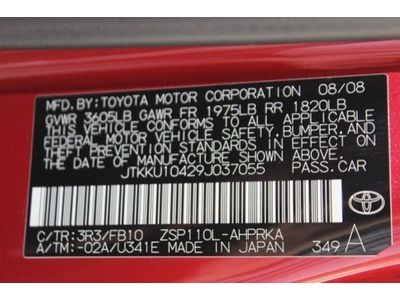 MFD. BY: TOYOTA MOTOR CORPORATION 08/08
GVWR 3605LB GAWR FR 1975LB RR 1820LB
THIS VEHICLE CONFORMS TO ALL APPLICABLE
FEDERAL MOTOR VEHICLE SAFETY, BUMPER, AND
THEFT PREVENTION STANDARDS IN EFFECT ON
THE DATE OF MANUFACTURE SHOWN ABOVE.
JTKKU10429J037055 PASS.CAR
C/TR: 3R3/FB10 ZSP110L-AHPRKA
A/TM: -02A/U341E MADE IN JAPAN 349 A
TOYOTA